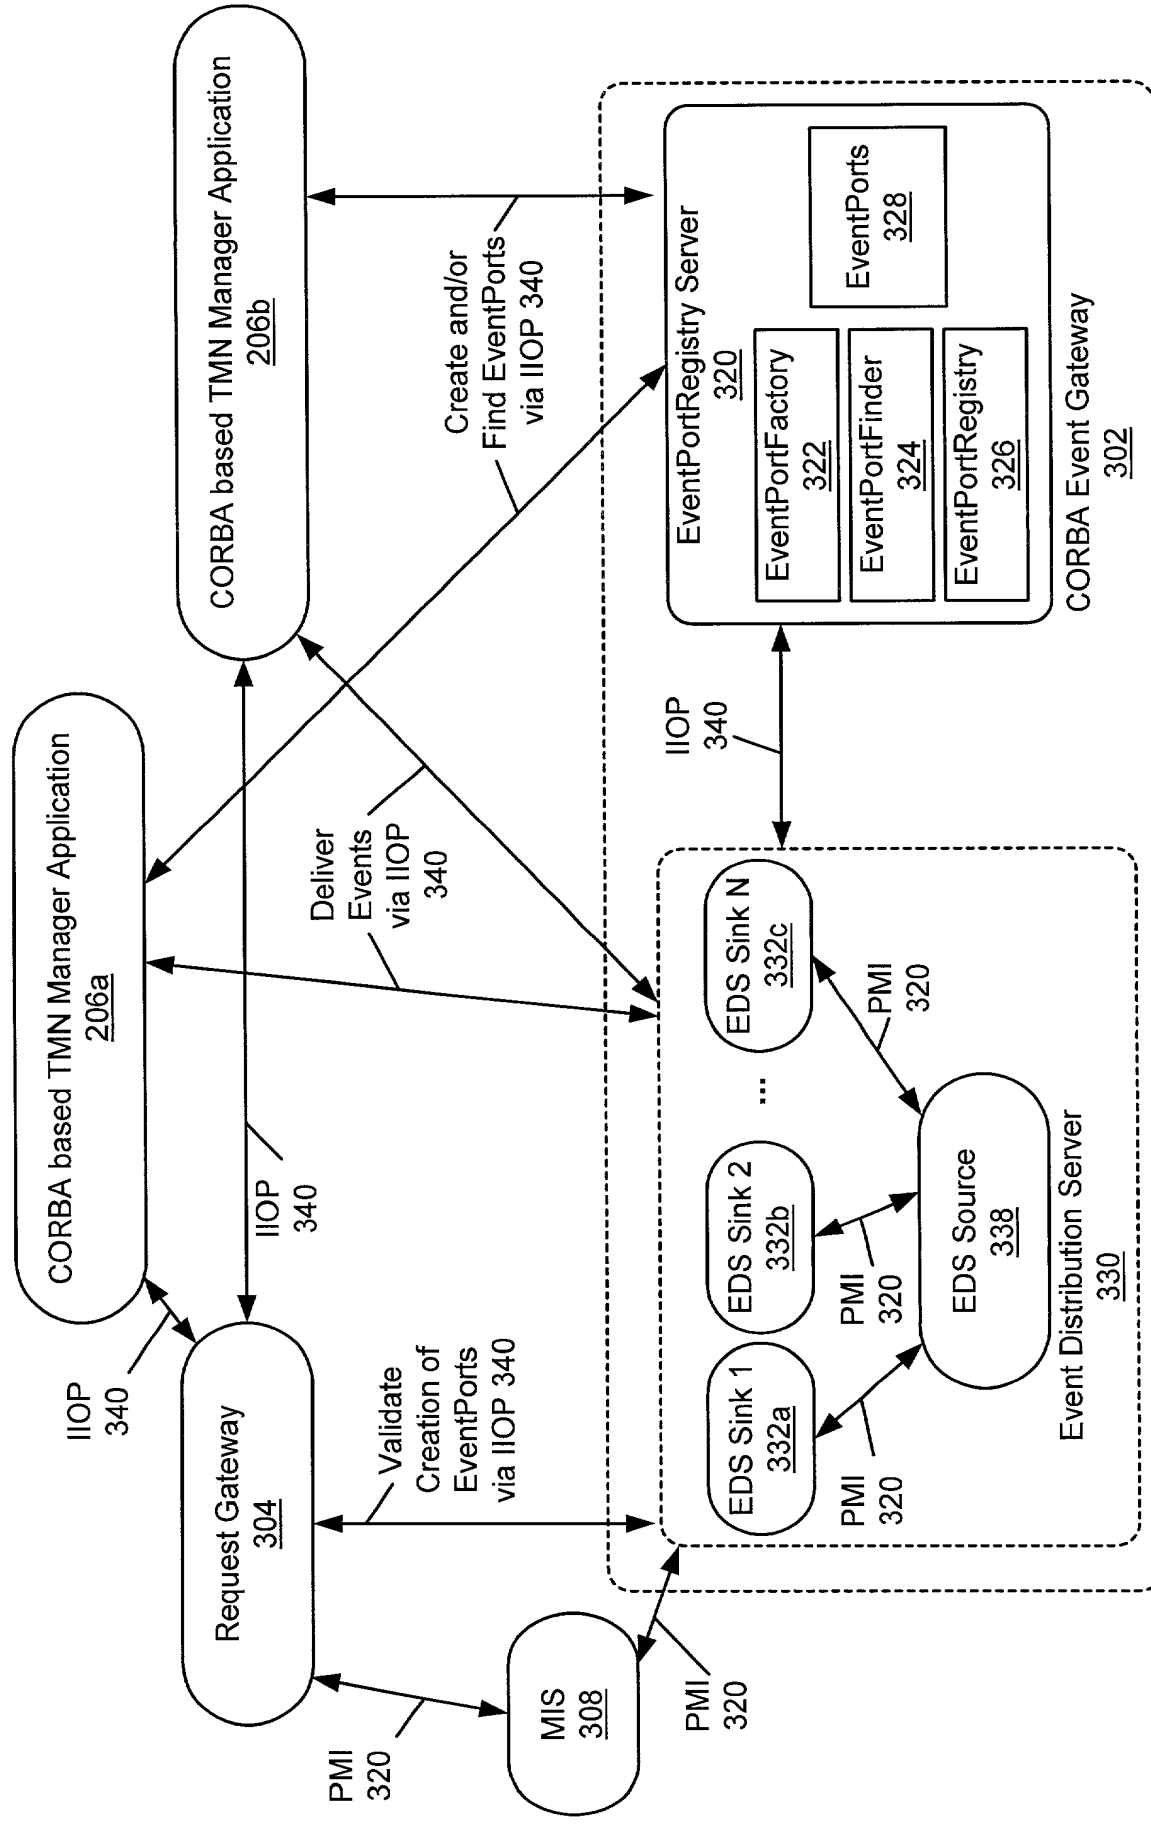 CORBA based TMN Manager Application
206a
CORBA based TMN Manager Application
206b
Request Gateway
304
IIOP
340
IIOP
340
Validate
Creation of
EventPorts
via IIOP 340
Deliver
Events
via IIOP
340
Create and/or
Find EventPorts
via IIOP 340
PMI
320
MIS
308
PMI
320
EDS Sink 1
332a
EDS Sink 2
332b
...
EDS Sink N
332c
PMI
320
PMI
320
PMI
320
EDS Source
338
Event Distribution Server
330
IIOP
340
EventPortRegistry Server
320
EventPortFactory
322
EventPortFinder
324
EventPortRegistry
326
EventPorts
328
CORBA Event Gateway
302